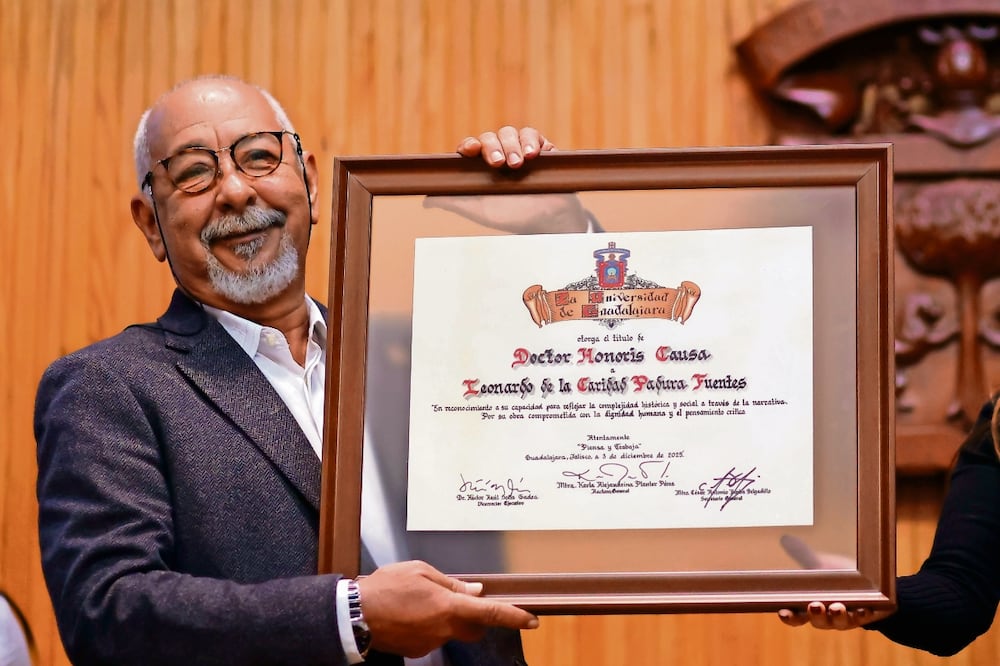 La Universidad
de Guadalajara
otorga el título de
Doctor Honoris Causa
a
Leonardo de la Caridad Padura Fuentes
"En reconocimiento a su capacidad para reflejar la complejidad histórica y social a través de la narrativa.
Por su obra comprometida con la dignidad humana y el pensamiento crítico
Atentamente
"Piensa y Trabaja"
Guadalajara, Jalisco, a 3 de diciembre de 2025.
Dr. Héctor Raúl Solís Gadea
Vicerrector Ejecutivo
Mtra. Karla Alejandrina Planter Pérez
Rectora General
Mtro. César Antonio Barba Delgadillo
Secretario General